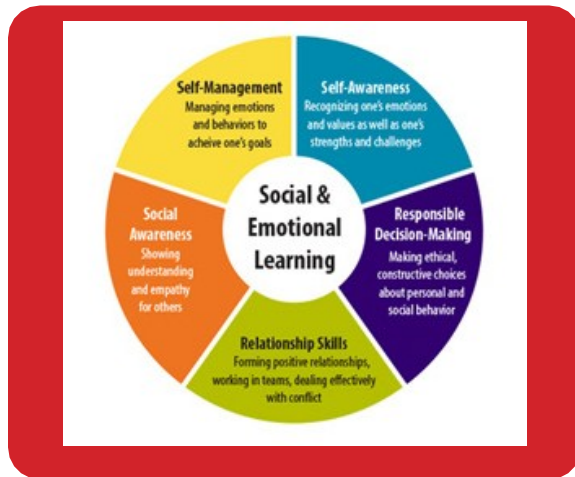 Self-Management
Managing emotions
and behaviors to
acheive one's goals
Self-Awareness
Recognizing one's emotions
and values as well as one's
strengths and challenges
Social &
Emotional
Learning
Social
Awareness
Showing
understanding
and empathy
for others
Responsible
Decision-Making
Making ethical,
constructive choices
about personal and
social behavior
Relationship Skills
Forming positive relationships,
working in teams, dealing effectively
with conflict